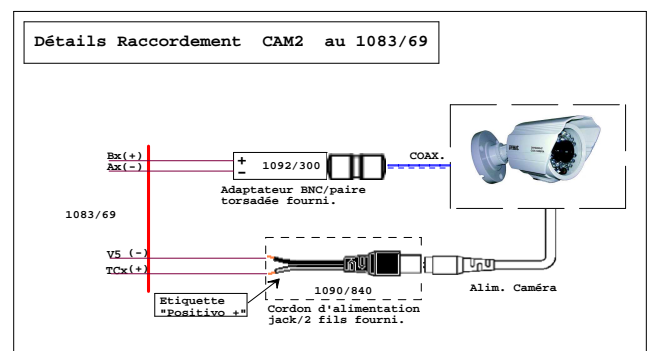 Détails Raccordement CAM2 au 1083/69
Bx(+)
Ax(-)
+
-
1092/300
COAX.
Adaptateur BNC/paire
torsadée fourni.
1083/69
V5 (-)
TCx(+)
1090/840
Alim. Caméra
Etiquette
"Positivo +"
Cordon d'alimentation
jack/2 fils fourni.